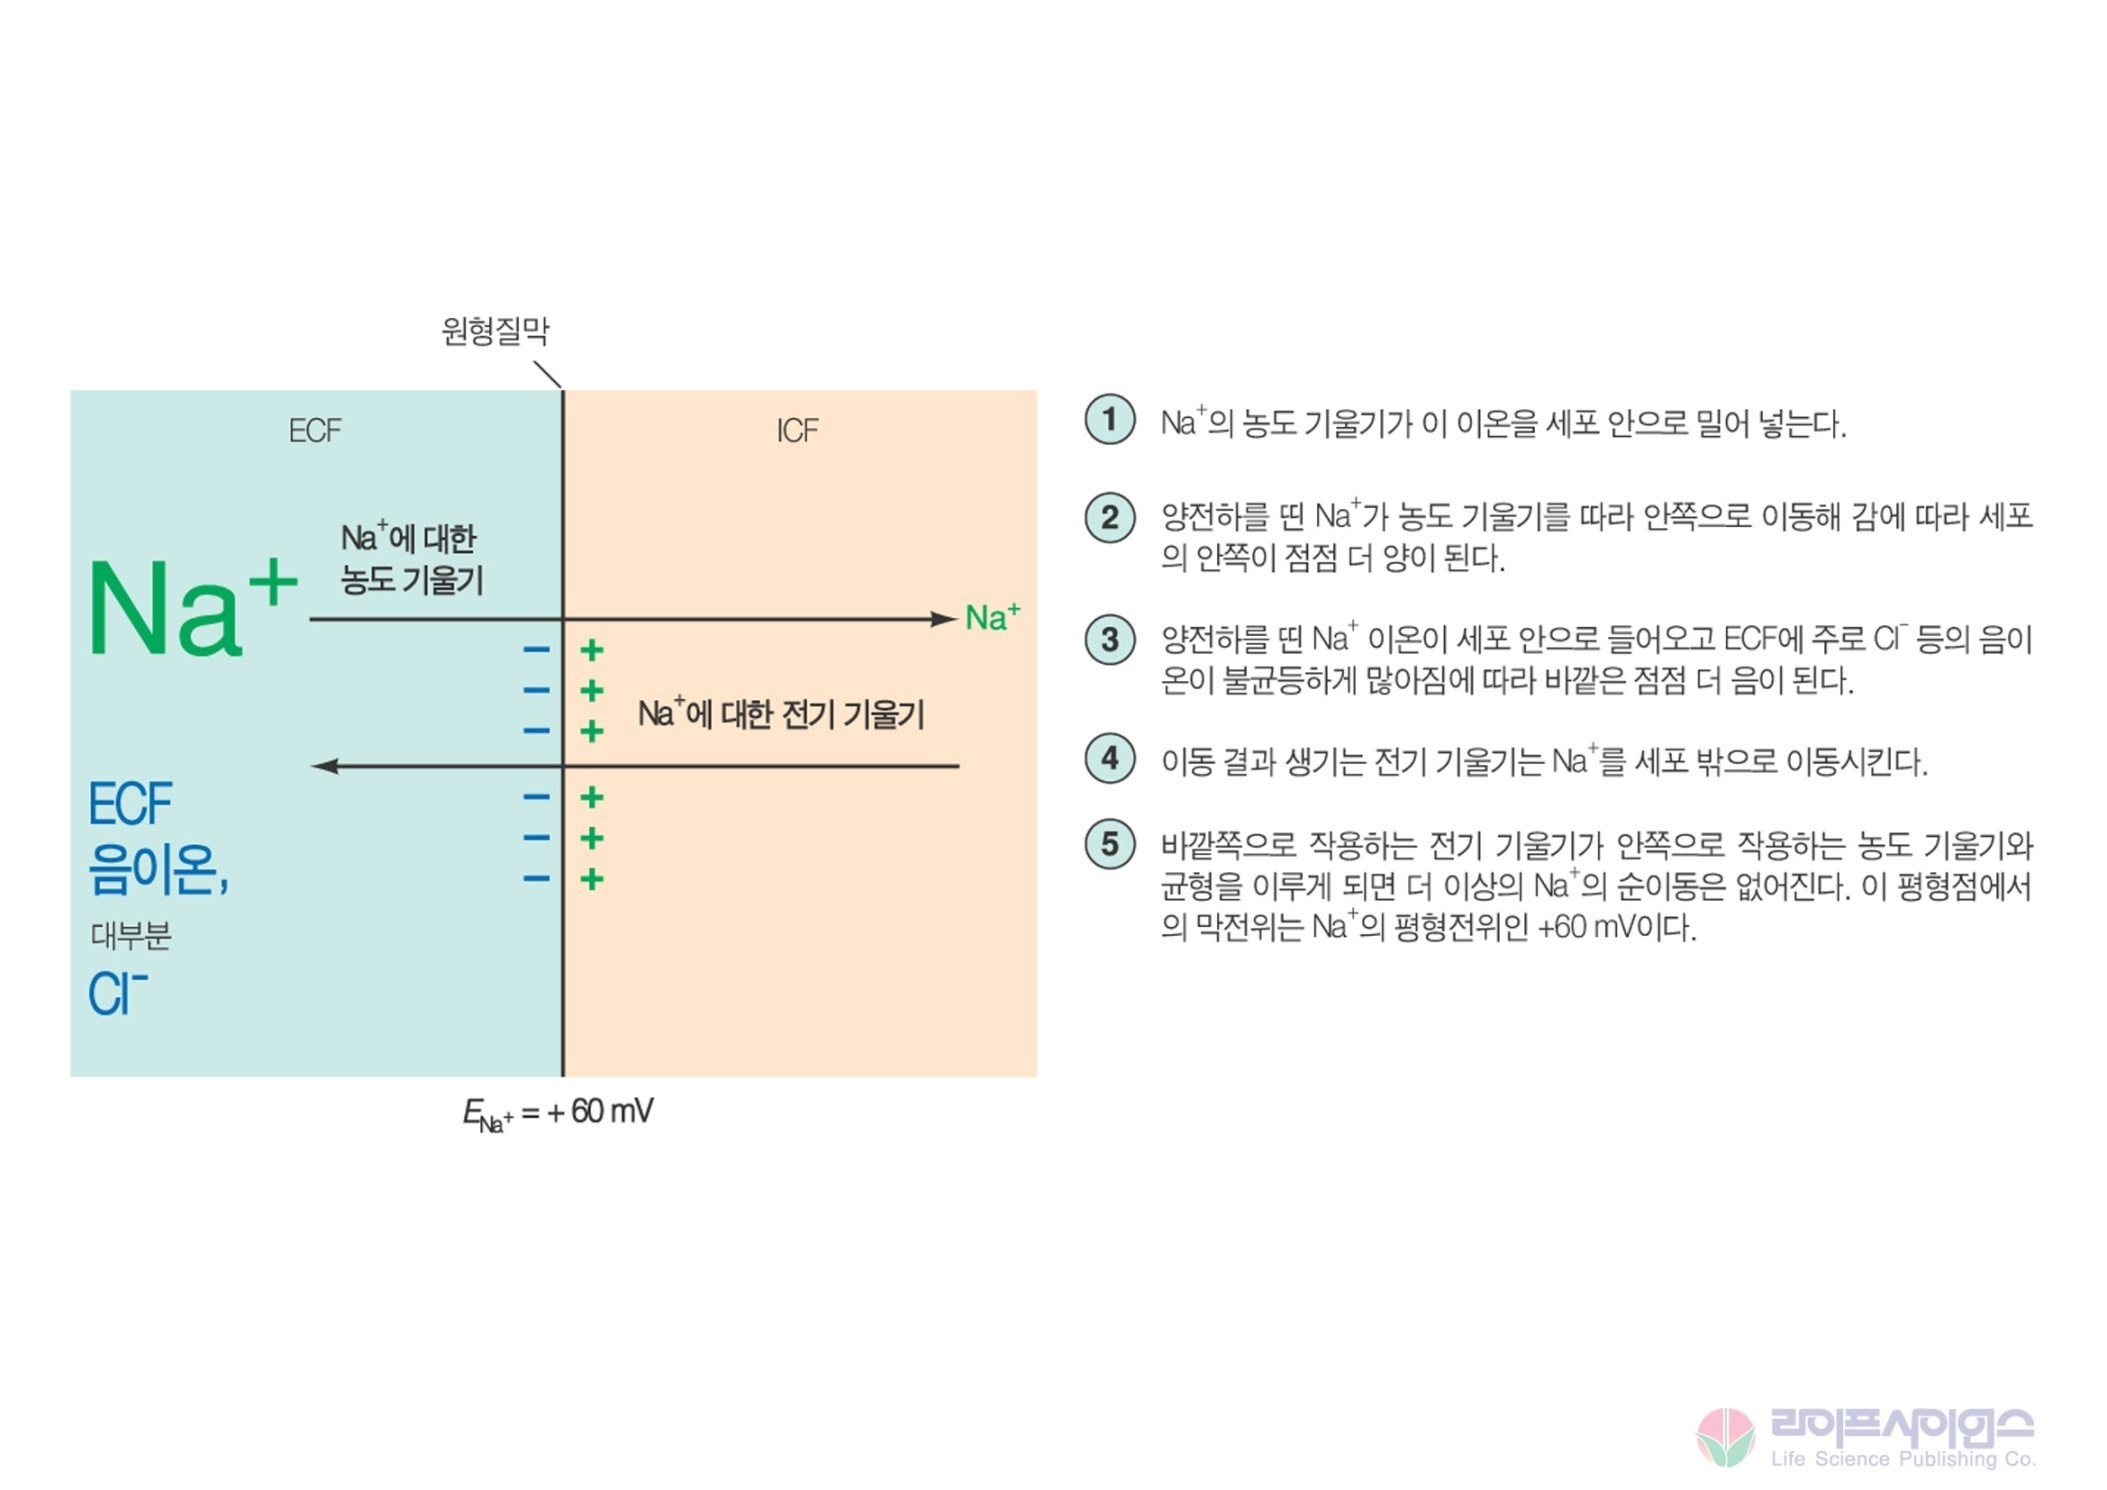 원형질막
ECF
ICF
Na⁺에 대한
농도 기울기
Na⁺
Na⁺
− +
− +
− +
Na⁺에 대한 전기 기울기
− +
− +
− +
ECF
음이온,
대부분
Cl⁻
E_Na⁺ = + 60 mV
1 Na⁺의 농도 기울기가 이 이온을 세포 안으로 밀어 넣는다.
2 양전하를 띤 Na⁺가 농도 기울기를 따라 안쪽으로 이동해 감에 따라 세포
의 안쪽이 점점 더 양이 된다.
3 양전하를 띤 Na⁺ 이온이 세포 안으로 들어오고 ECF에 주로 Cl⁻ 등의 음이
온이 불균등하게 많아짐에 따라 바깥은 점점 더 음이 된다.
4 이동 결과 생기는 전기 기울기는 Na⁺를 세포 밖으로 이동시킨다.
5 바깥쪽으로 작용하는 전기 기울기가 안쪽으로 작용하는 농도 기울기와
균형을 이루게 되면 더 이상의 Na⁺의 순이동은 없어진다. 이 평형점에서
의 막전위는 Na⁺의 평형전위인 +60 mV이다.
라이프사이언스
Life Science Publishing Co.